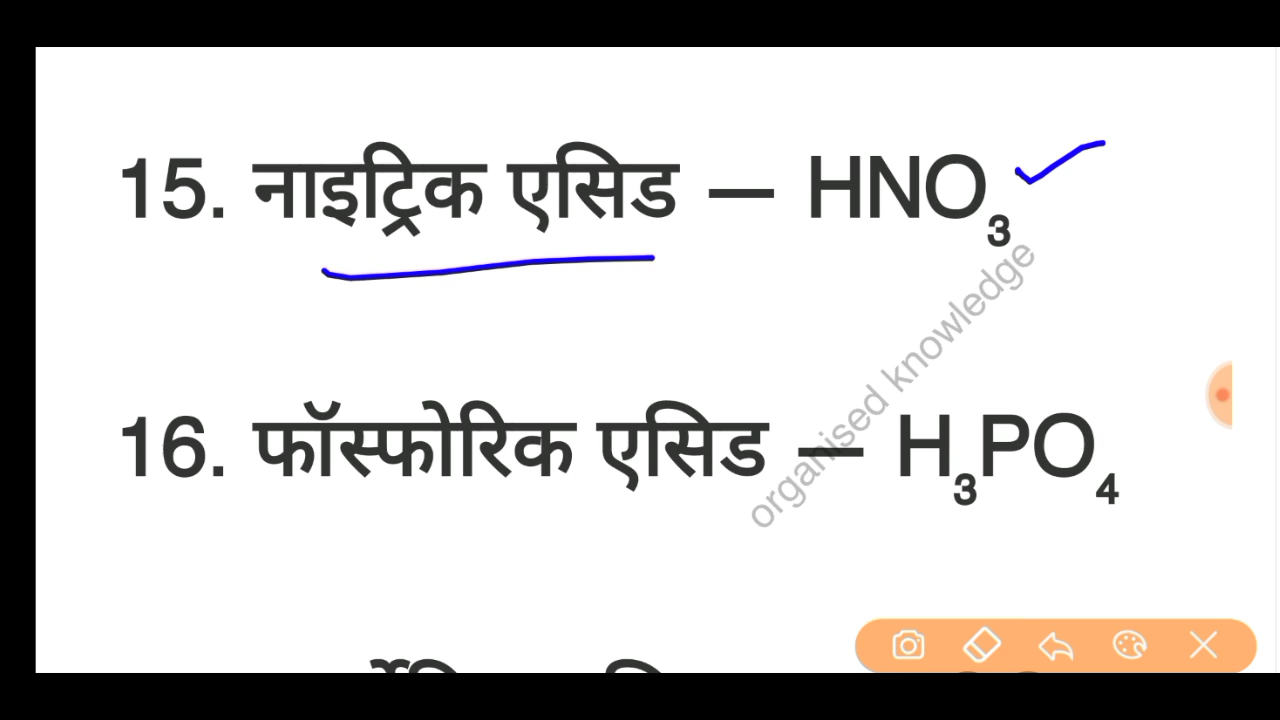 15. नाइट्रिक एसिड — HNO₃
16. फॉस्फोरिक एसिड — H₃PO₄
organised knowledge